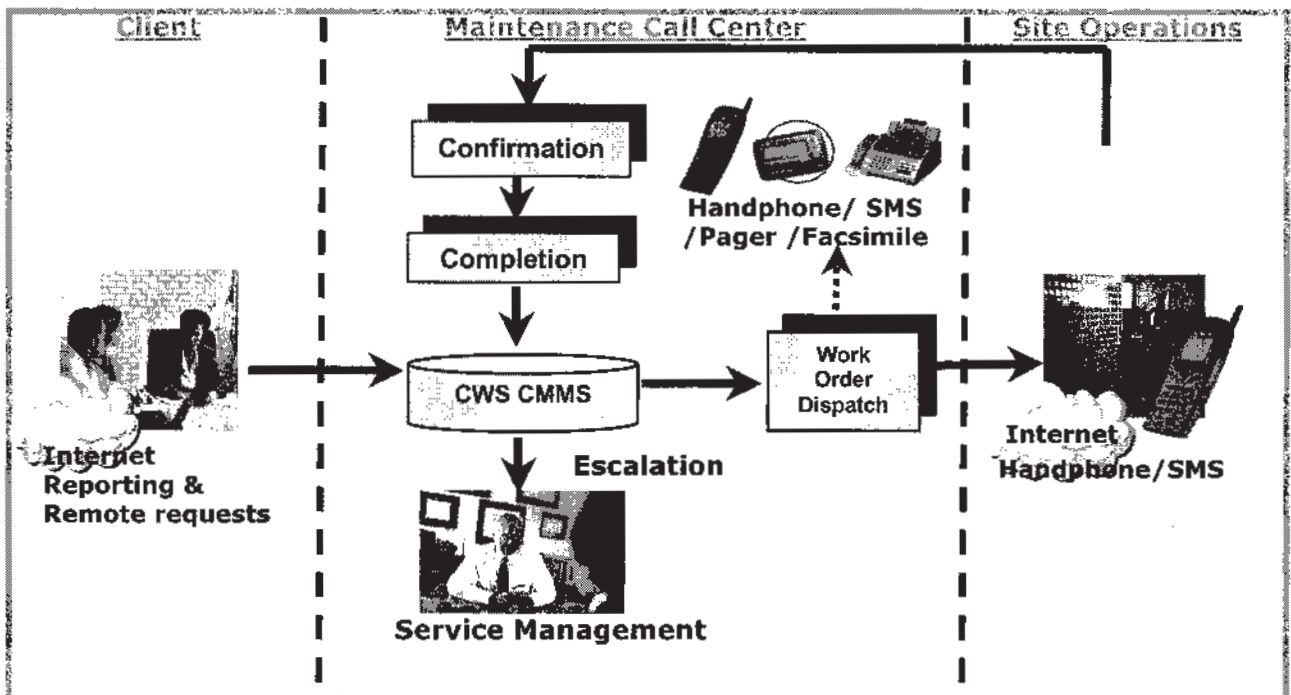 Client
Maintenance Call Center
Site Operations
Confirmation
Completion
Handphone/ SMS
/Pager /Facsimile
CWS CMMS
Work
Order
Dispatch
Internet
Reporting &
Remote requests
Escalation
Internet
Handphone/SMS
Service Management